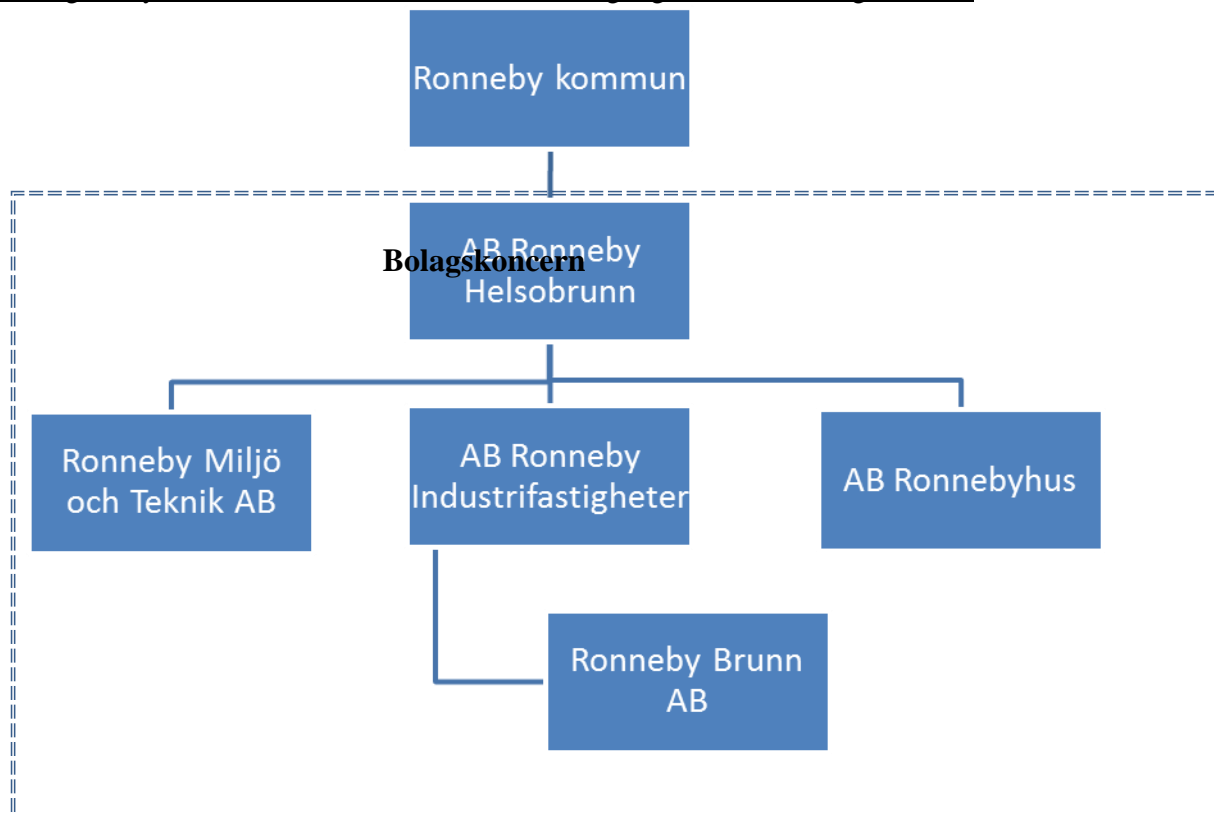 Ronneby kommun
AB Ronneby
Helsobrunn
Bolagskoncern
Ronneby Miljö
och Teknik AB
AB Ronneby
Industrifastigheter
AB Ronnebyhus
Ronneby Brunn
AB